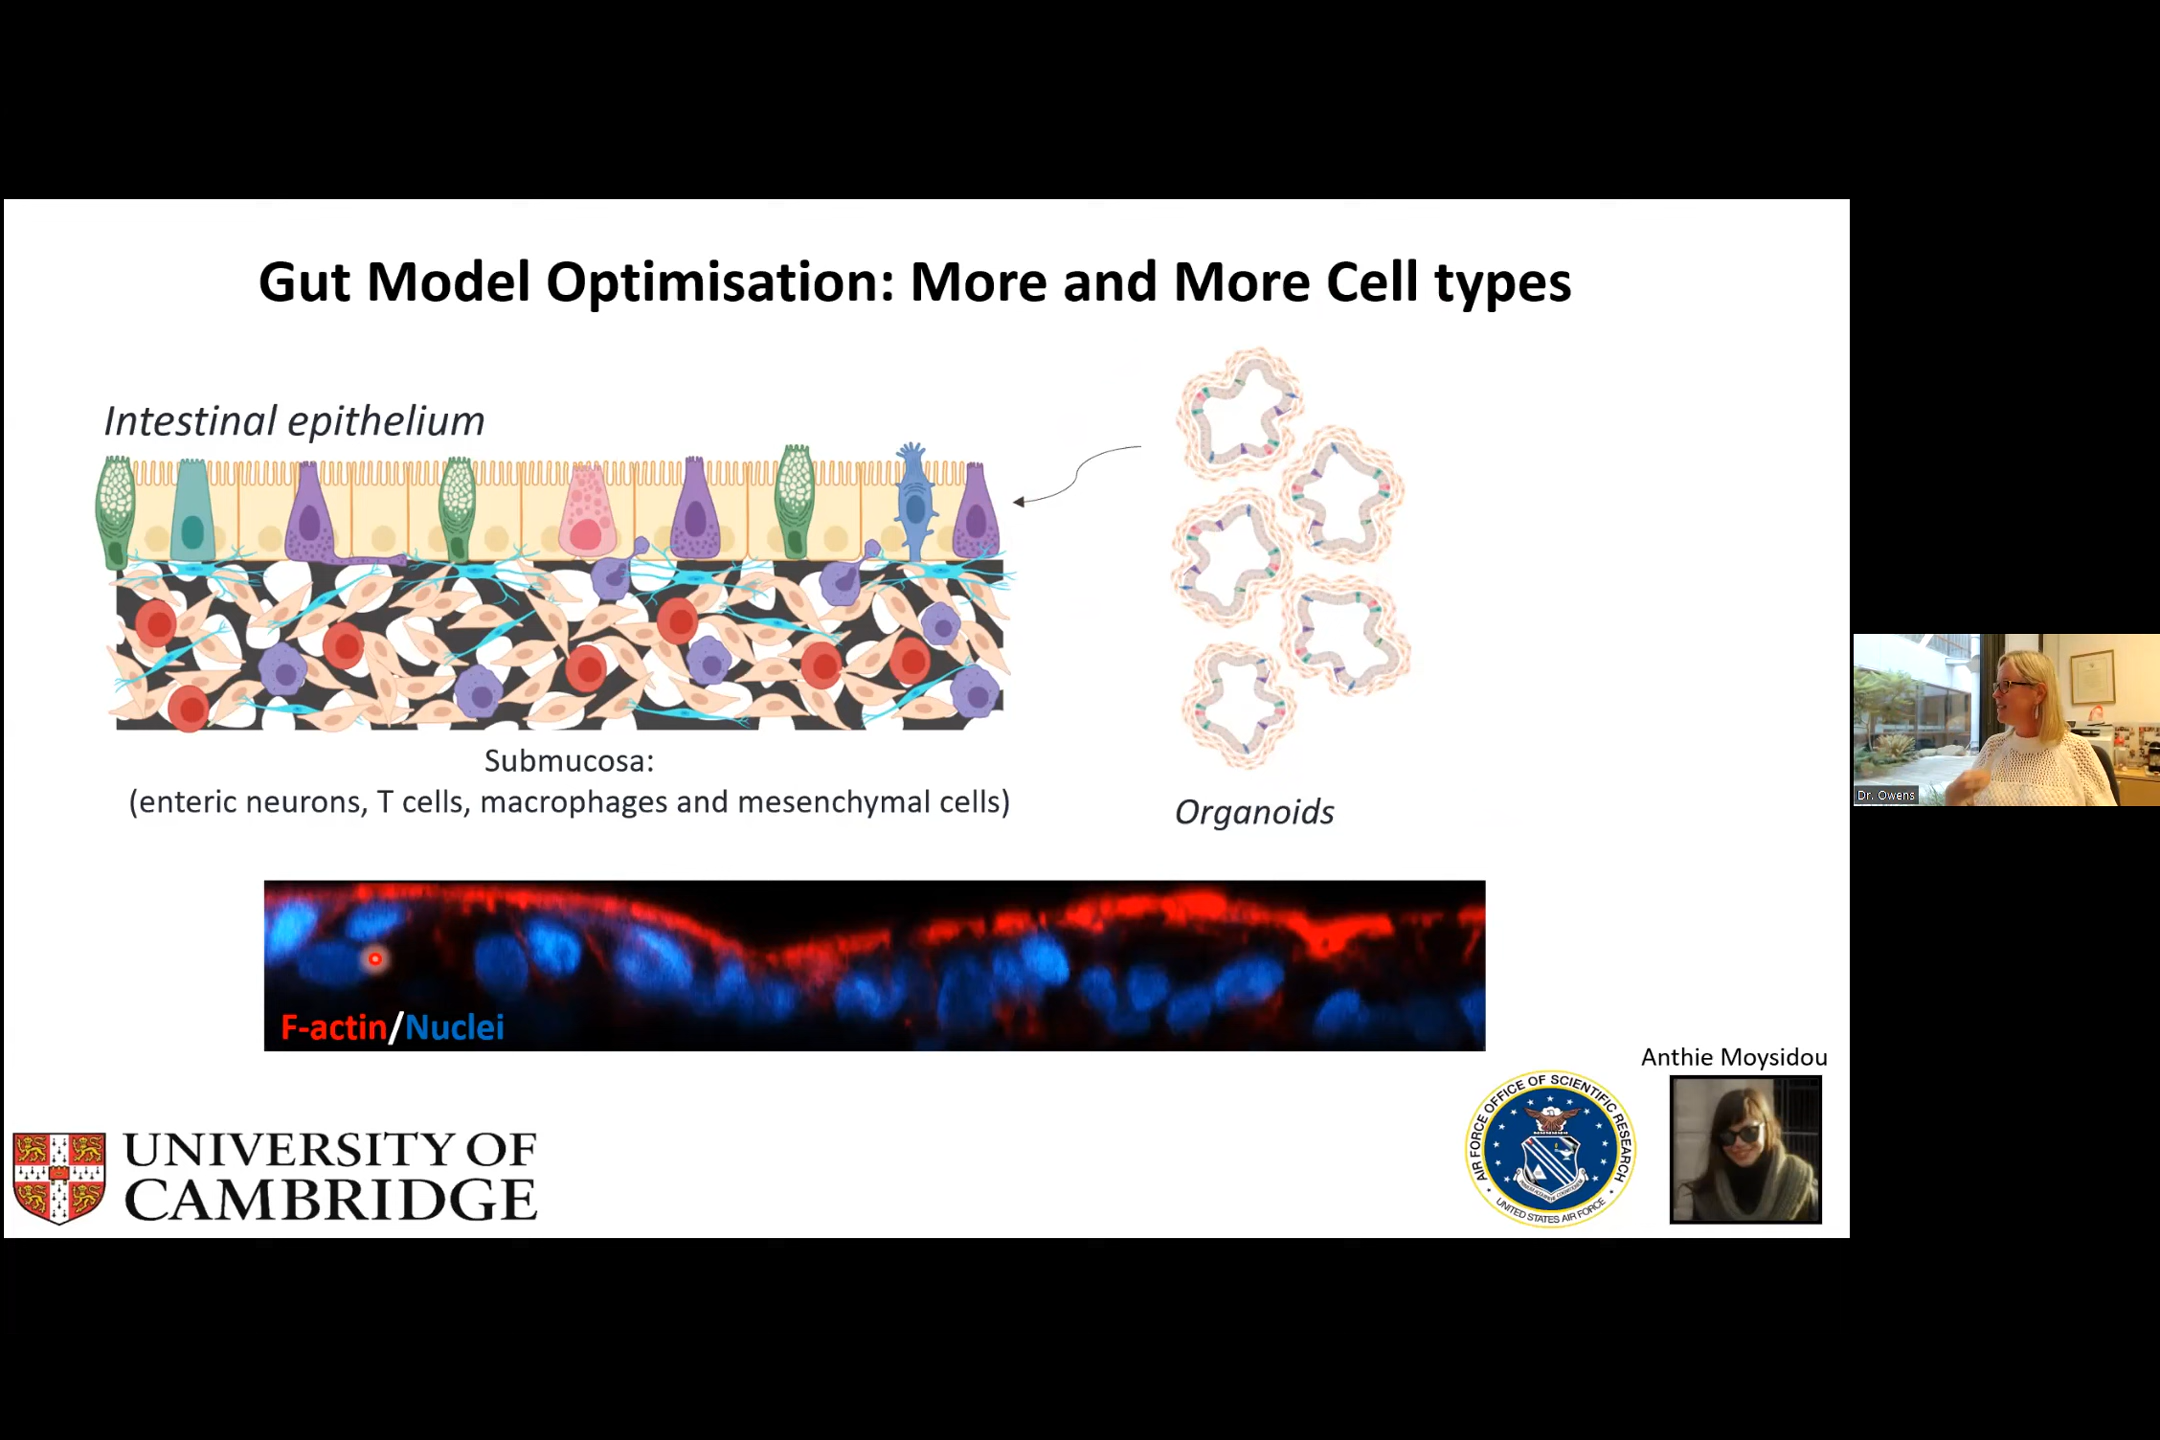 Gut Model Optimisation: More and More Cell types
Intestinal epithelium
Submucosa:
(enteric neurons, T cells, macrophages and mesenchymal cells)
Organoids
F-actin/Nuclei
Dr. Owens
Anthie Moysidou
UNIVERSITY OF
CAMBRIDGE
AIR FORCE OFFICE OF SCIENTIFIC RESEARCH
UNITED STATES AIR FORCE